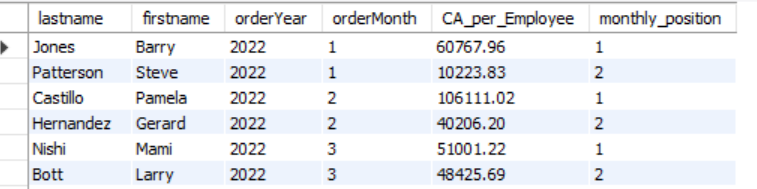 lastname firstname orderYear orderMonth CA_per_Employee monthly_position
Jones Barry 2022 1 60767.96 1
Patterson Steve 2022 1 10223.83 2
Castillo Pamela 2022 2 106111.02 1
Hernandez Gerard 2022 2 40206.20 2
Nishi Mami 2022 3 51001.22 1
Bott Larry 2022 3 48425.69 2